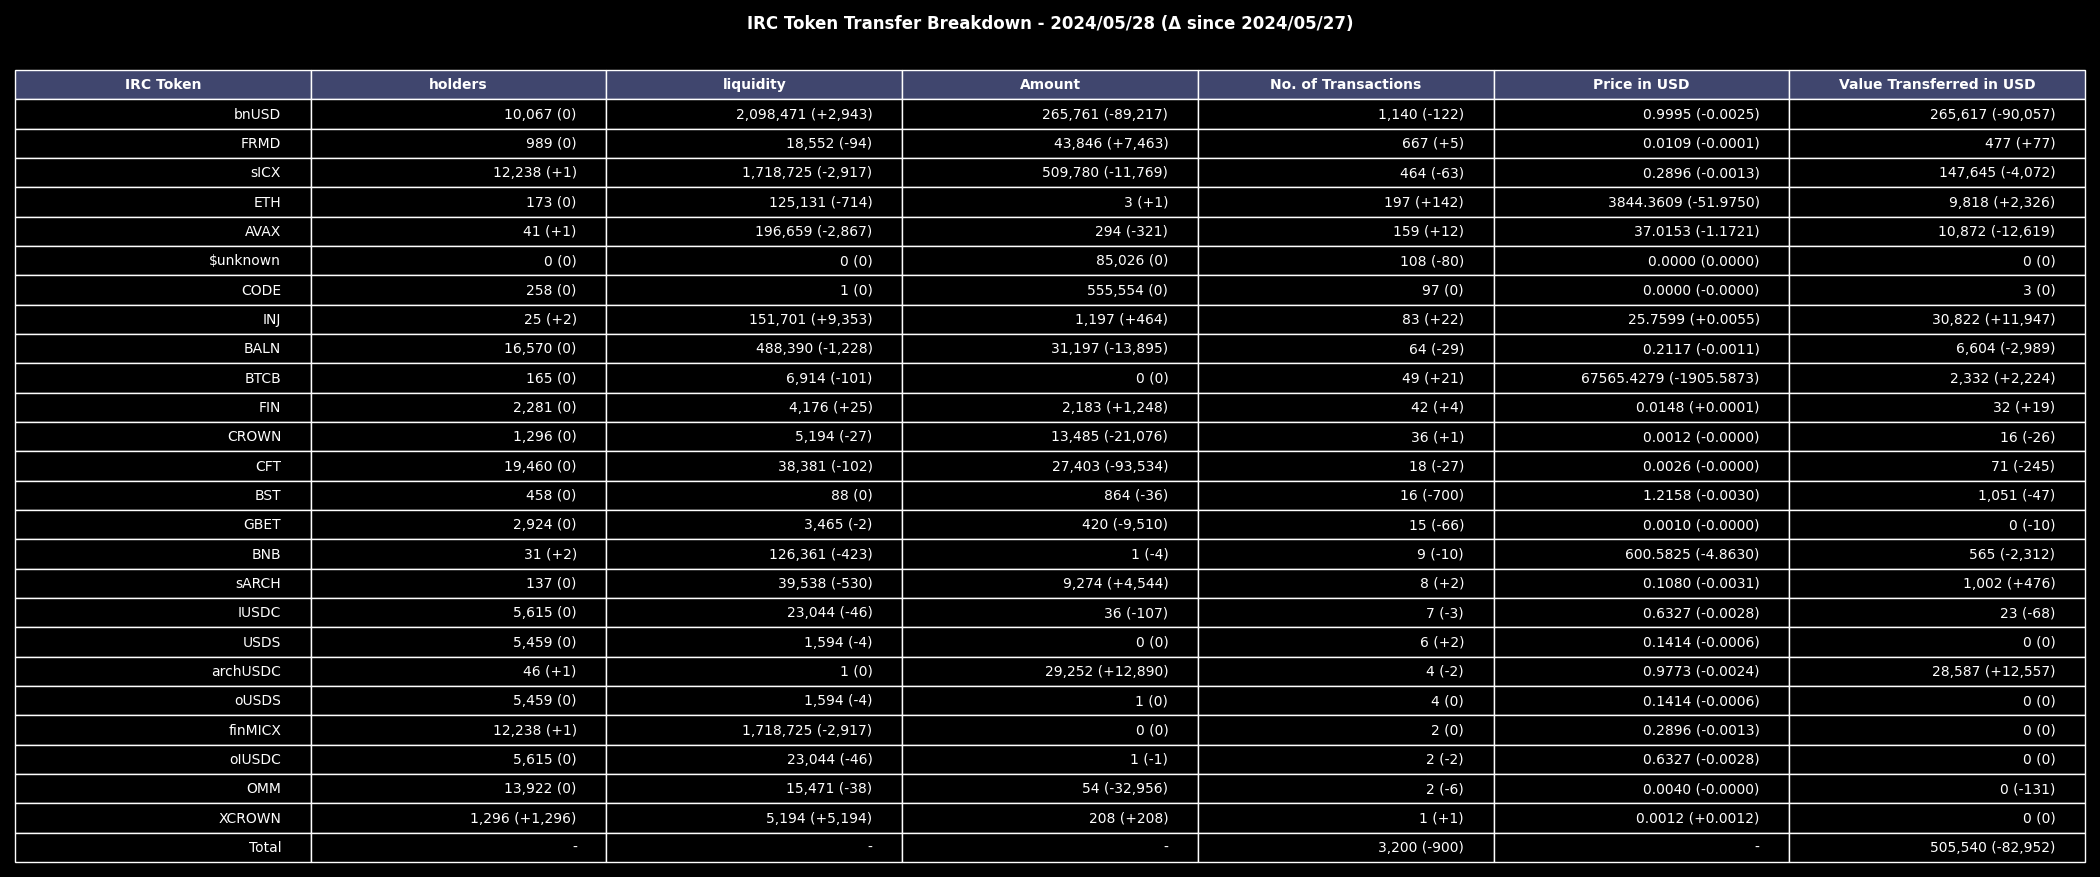 IRC Token Transfer Breakdown - 2024/05/28 (Δ since 2024/05/27)
IRC Token holders liquidity Amount No. of Transactions Price in USD Value Transferred in USD
bnUSD 10,067 (0) 2,098,471 (+2,943) 265,761 (-89,217) 1,140 (-122) 0.9995 (-0.0025) 265,617 (-90,057)
FRMD 989 (0) 18,552 (-94) 43,846 (+7,463) 667 (+5) 0.0109 (-0.0001) 477 (+77)
sICX 12,238 (+1) 1,718,725 (-2,917) 509,780 (-11,769) 464 (-63) 0.2896 (-0.0013) 147,645 (-4,072)
ETH 173 (0) 125,131 (-714) 3 (+1) 197 (+142) 3844.3609 (-51.9750) 9,818 (+2,326)
AVAX 41 (+1) 196,659 (-2,867) 294 (-321) 159 (+12) 37.0153 (-1.1721) 10,872 (-12,619)
$unknown 0 (0) 0 (0) 85,026 (0) 108 (-80) 0.0000 (0.0000) 0 (0)
CODE 258 (0) 1 (0) 555,554 (0) 97 (0) 0.0000 (-0.0000) 3 (0)
INJ 25 (+2) 151,701 (+9,353) 1,197 (+464) 83 (+22) 25.7599 (+0.0055) 30,822 (+11,947)
BALN 16,570 (0) 488,390 (-1,228) 31,197 (-13,895) 64 (-29) 0.2117 (-0.0011) 6,604 (-2,989)
BTCB 165 (0) 6,914 (-101) 0 (0) 49 (+21) 67565.4279 (-1905.5873) 2,332 (+2,224)
FIN 2,281 (0) 4,176 (+25) 2,183 (+1,248) 42 (+4) 0.0148 (+0.0001) 32 (+19)
CROWN 1,296 (0) 5,194 (-27) 13,485 (-21,076) 36 (+1) 0.0012 (-0.0000) 16 (-26)
CFT 19,460 (0) 38,381 (-102) 27,403 (-93,534) 18 (-27) 0.0026 (-0.0000) 71 (-245)
BST 458 (0) 88 (0) 864 (-36) 16 (-700) 1.2158 (-0.0030) 1,051 (-47)
GBET 2,924 (0) 3,465 (-2) 420 (-9,510) 15 (-66) 0.0010 (-0.0000) 0 (-10)
BNB 31 (+2) 126,361 (-423) 1 (-4) 9 (-10) 600.5825 (-4.8630) 565 (-2,312)
sARCH 137 (0) 39,538 (-530) 9,274 (+4,544) 8 (+2) 0.1080 (-0.0031) 1,002 (+476)
IUSDC 5,615 (0) 23,044 (-46) 36 (-107) 7 (-3) 0.6327 (-0.0028) 23 (-68)
USDS 5,459 (0) 1,594 (-4) 0 (0) 6 (+2) 0.1414 (-0.0006) 0 (0)
archUSDC 46 (+1) 1 (0) 29,252 (+12,890) 4 (-2) 0.9773 (-0.0024) 28,587 (+12,557)
oUSDS 5,459 (0) 1,594 (-4) 1 (0) 4 (0) 0.1414 (-0.0006) 0 (0)
finMICX 12,238 (+1) 1,718,725 (-2,917) 0 (0) 2 (0) 0.2896 (-0.0013) 0 (0)
oIUSDC 5,615 (0) 23,044 (-46) 1 (-1) 2 (-2) 0.6327 (-0.0028) 0 (0)
OMM 13,922 (0) 15,471 (-38) 54 (-32,956) 2 (-6) 0.0040 (-0.0000) 0 (-131)
XCROWN 1,296 (+1,296) 5,194 (+5,194) 208 (+208) 1 (+1) 0.0012 (+0.0012) 0 (0)
Total - - - 3,200 (-900) - 505,540 (-82,952)